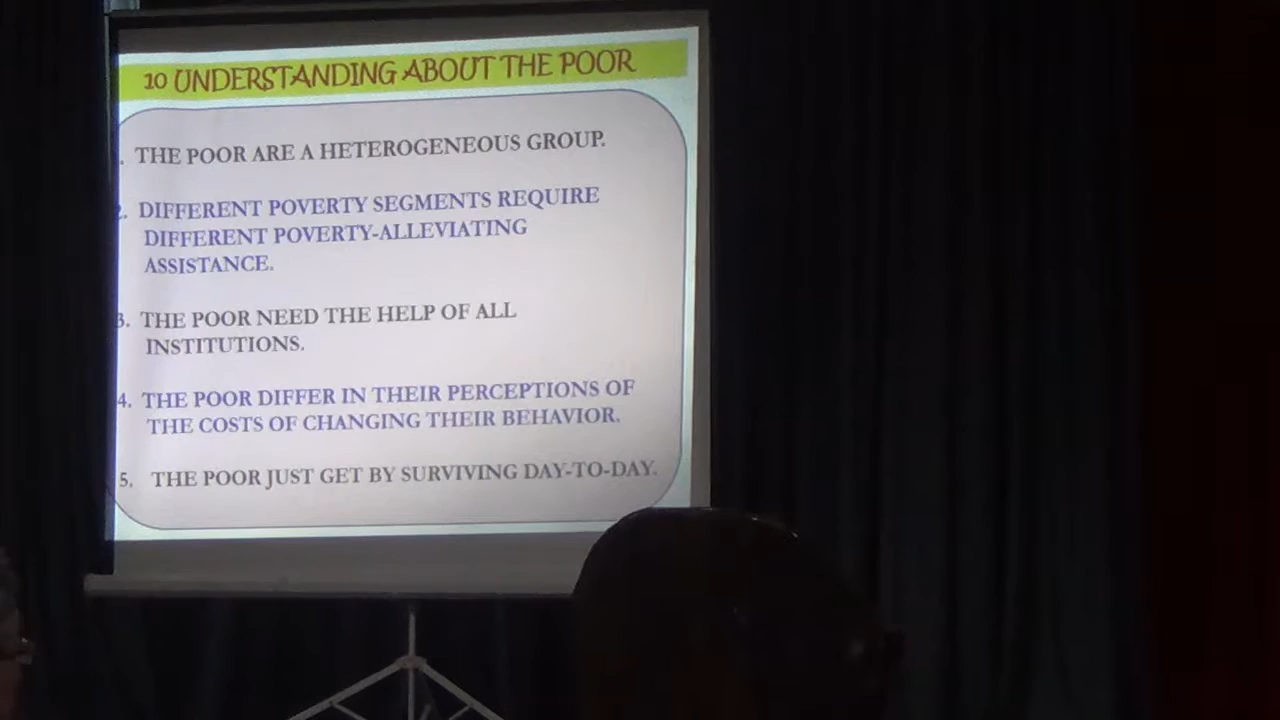 10 UNDERSTANDING ABOUT THE POOR
. THE POOR ARE A HETEROGENEOUS GROUP.
2. DIFFERENT POVERTY SEGMENTS REQUIRE
DIFFERENT POVERTY-ALLEVIATING
ASSISTANCE.
3. THE POOR NEED THE HELP OF ALL
INSTITUTIONS.
4. THE POOR DIFFER IN THEIR PERCEPTIONS OF
THE COSTS OF CHANGING THEIR BEHAVIOR.
5. THE POOR JUST GET BY SURVIVING DAY-TO-DAY.